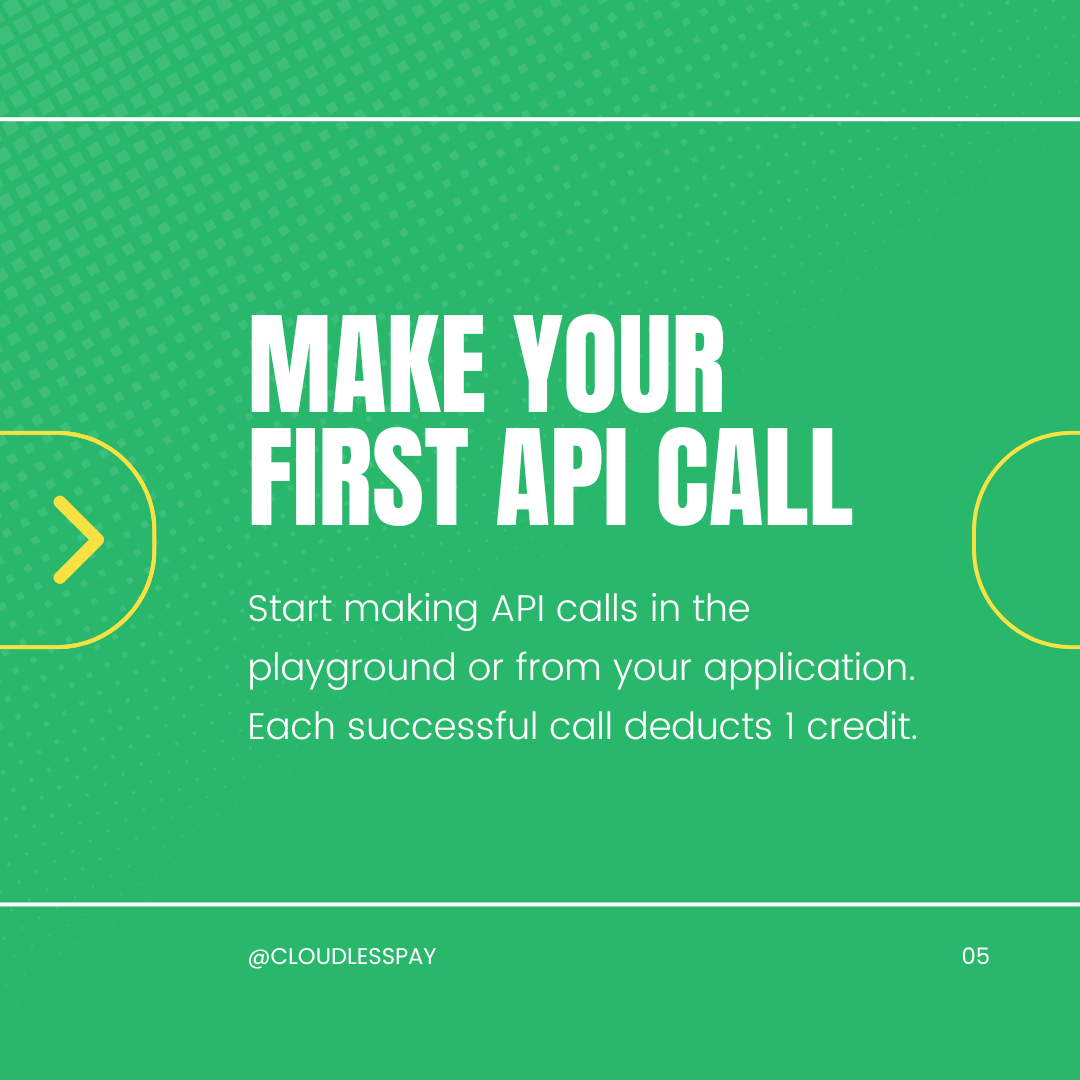 MAKE YOUR
FIRST API CALL
Start making API calls in the
playground or from your application.
Each successful call deducts 1 credit.
@CLOUDLESSPAY
05